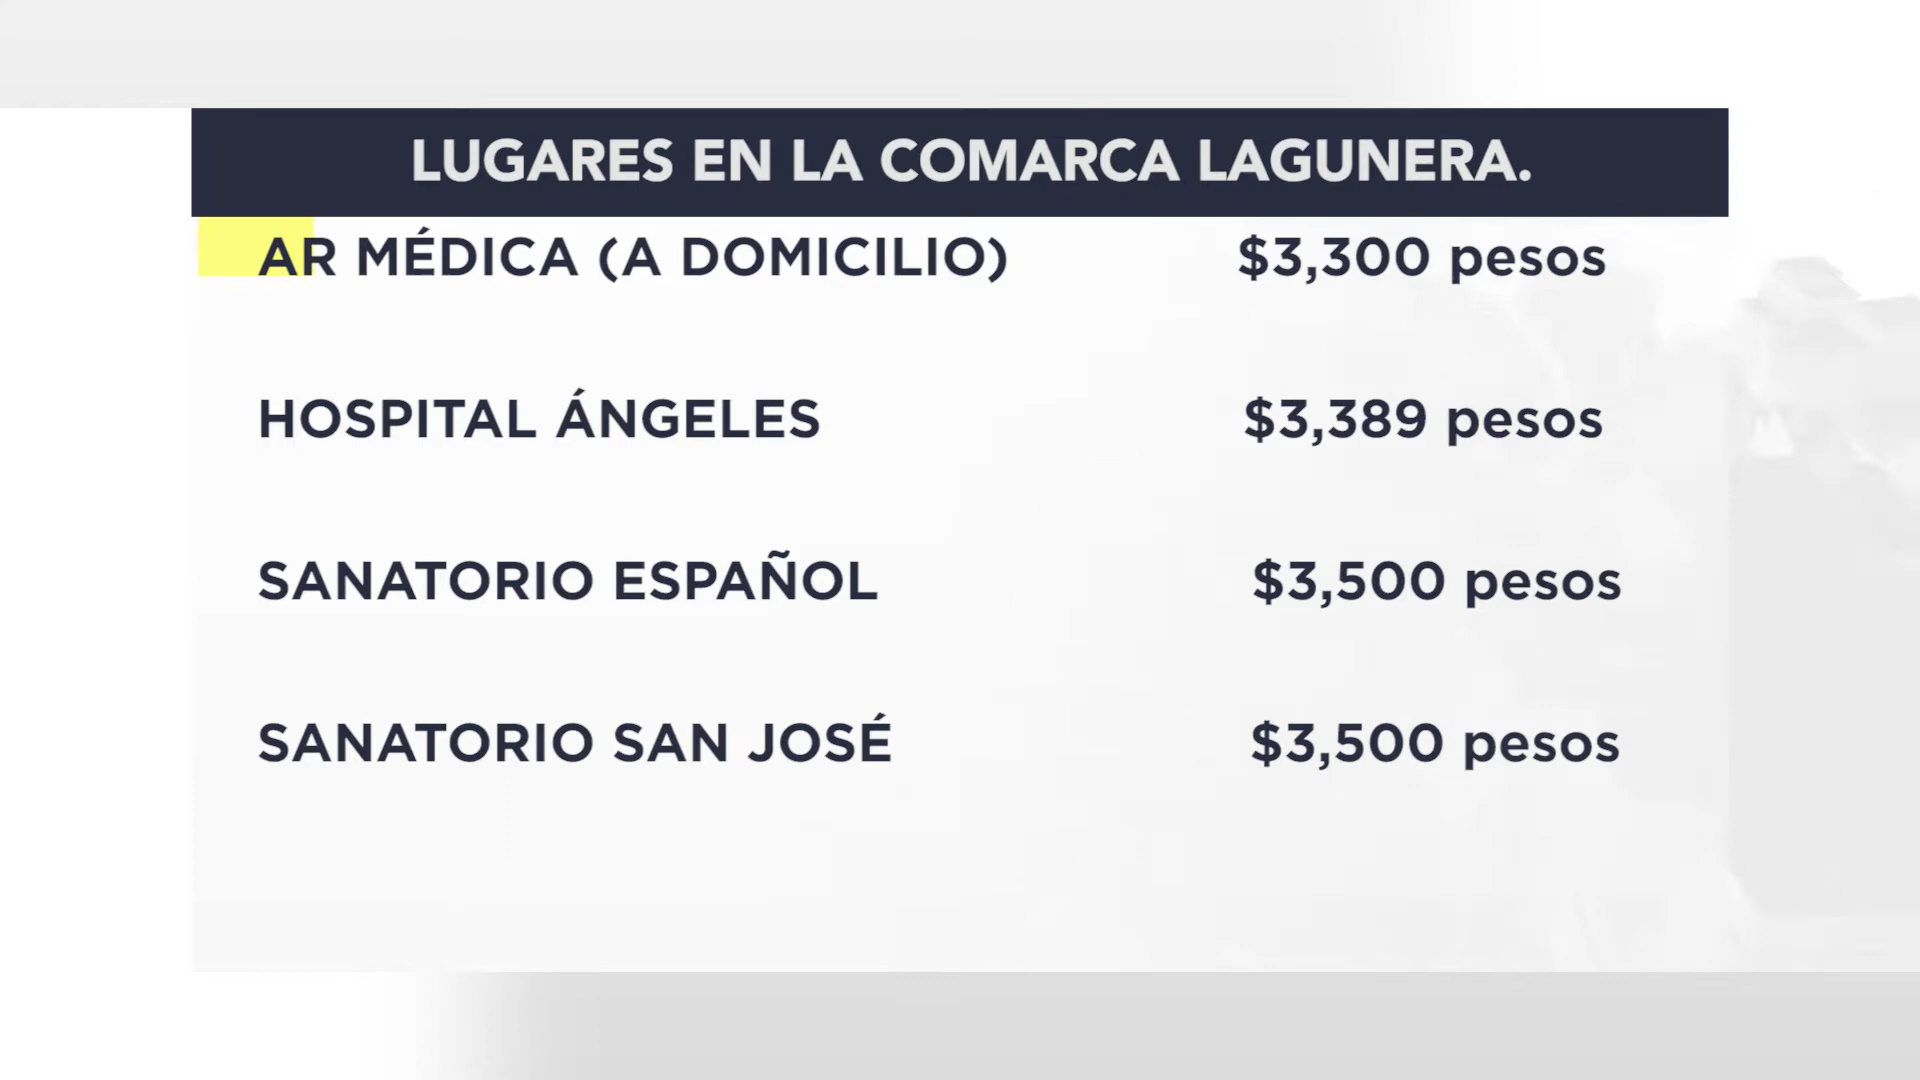 LUGARES EN LA COMARCA LAGUNERA.
AR MÉDICA (A DOMICILIO) $3,300 pesos
HOSPITAL ÁNGELES $3,389 pesos
SANATORIO ESPAÑOL $3,500 pesos
SANATORIO SAN JOSÉ $3,500 pesos